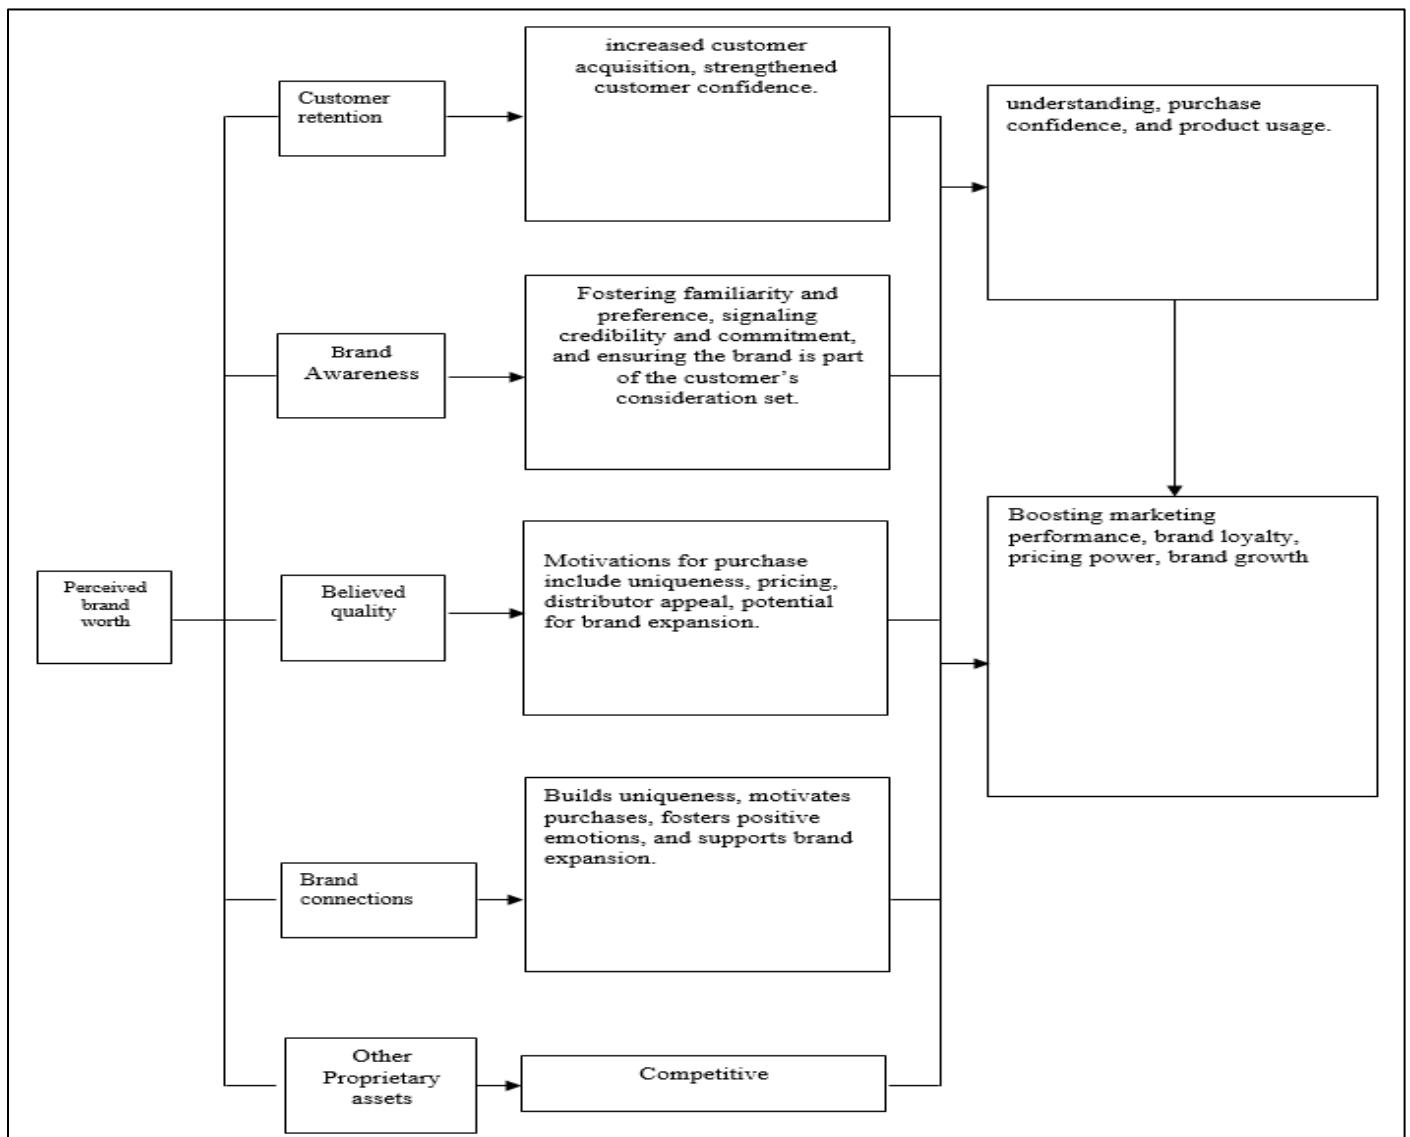 increased customer
acquisition, strengthened
customer confidence.
Customer
retention
understanding, purchase
confidence, and product usage.
Fostering familiarity and
preference, signaling
credibility and commitment,
and ensuring the brand is part
of the customer’s
consideration set.
Brand
Awareness
Boosting marketing
performance, brand loyalty,
pricing power, brand growth
Motivations for purchase
include uniqueness, pricing,
distributor appeal, potential
for brand expansion.
Believed
quality
Perceived
brand
worth
Builds uniqueness, motivates
purchases, fosters positive
emotions, and supports brand
expansion.
Brand
connections
Other
Proprietary
assets
Competitive